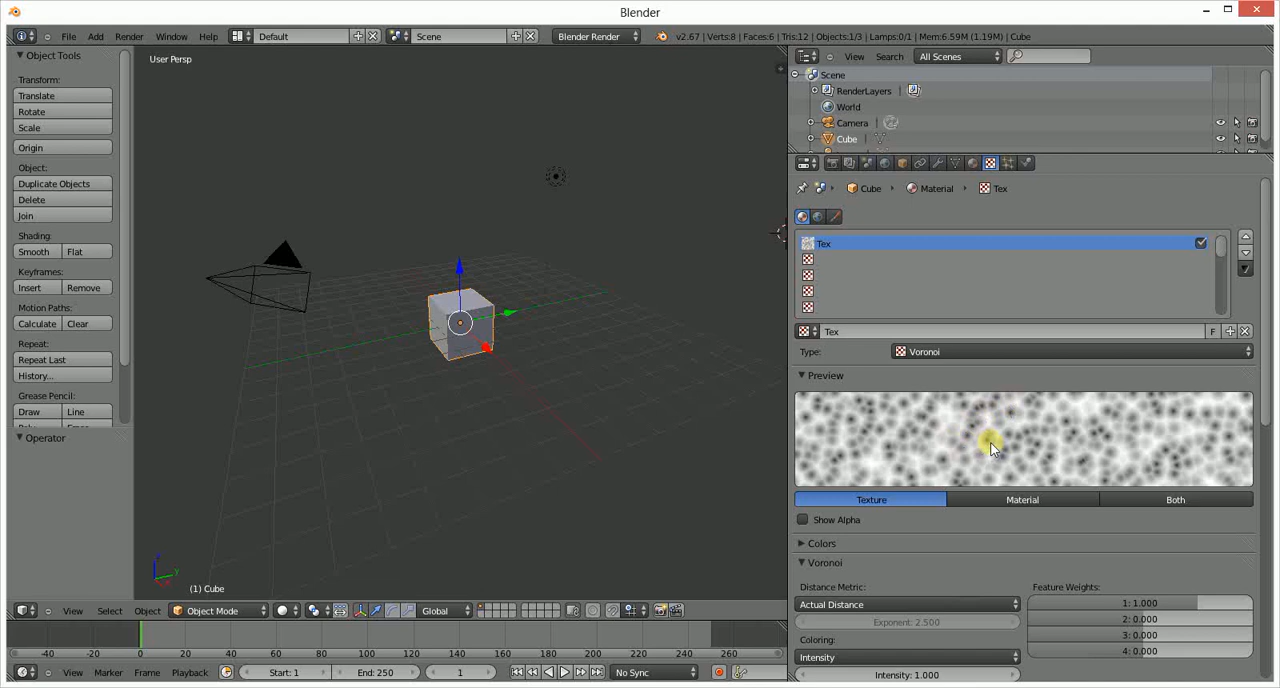 Blender
File Add Render Window Help Default Scene Blender Render v2.67 | Verts:8 | Faces:6 | Tris:12 | Objects:1/3 | Lamps:0/1 | Mem:6.59M (1.19M) | Cube
Object Tools
Transform:
Translate
Rotate
Scale
Origin
Object:
Duplicate Objects
Delete
Join
Shading:
Smooth Flat
Keyframes:
Insert Remove
Motion Paths:
Calculate Clear
Repeat:
Repeat Last
History...
Grease Pencil:
Draw Line
Operator
User Persp
(1) Cube
View Select Object Object Mode Global
-40 -20 0 20 40 60 80 100 120 140 160 180 200 220 240 260
View Marker Frame Playback Start: 1 End: 250 1 No Sync
View Search All Scenes
Scene
RenderLayers
World
Camera
Cube
Cube Material Tex
Tex
Tex F
Type: Voronoi
Preview
Texture Material Both
Show Alpha
Colors
Voronoi
Distance Metric: Feature Weights:
Actual Distance 1: 1.000
Exponent: 2.500 2: 0.000
Coloring: 3: 0.000
Intensity 4: 0.000
Intensity: 1.000